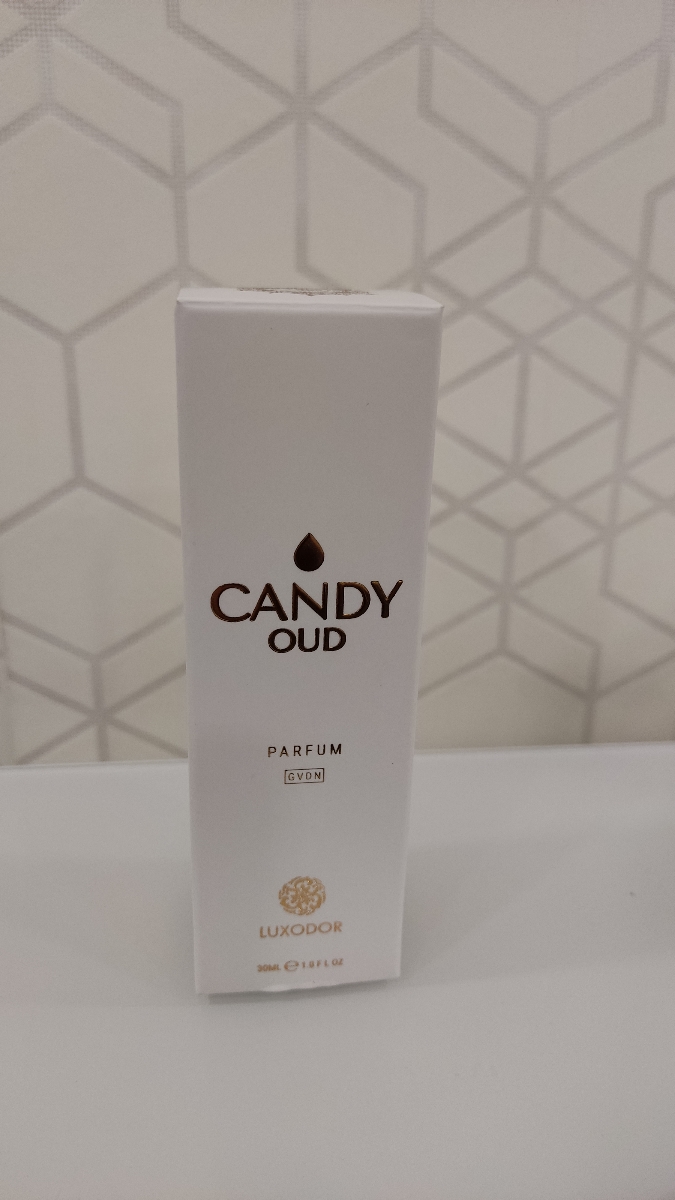 CANDY
OUD
PARFUM
GVDN
LUXODOR
30ML ℮ 1.0 FL OZ